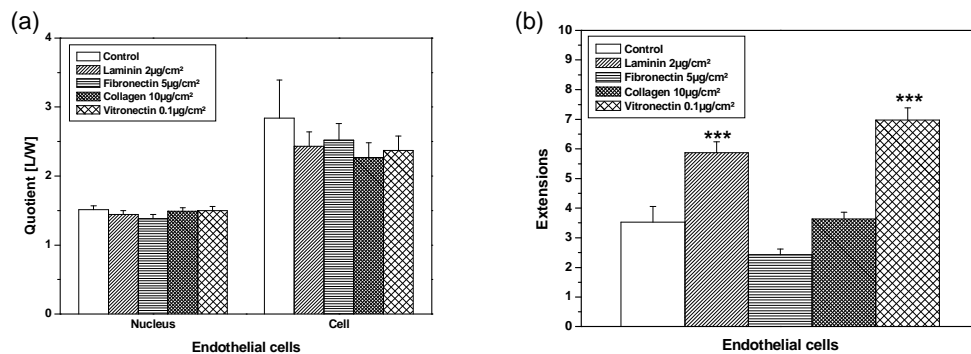 (a)
4
3
2
1
0
Quotient [L/W]
Control
Laminin 2µg/cm²
Fibronectin 5µg/cm²
Collagen 10µg/cm²
Vitronectin 0.1µg/cm²
Nucleus Cell
Endothelial cells
(b)
10
9
8
7
6
5
4
3
2
1
0
Extensions
Control
Laminin 2µg/cm²
Fibronectin 5µg/cm²
Collagen 10µg/cm²
Vitronectin 0.1µg/cm²
***
***
Endothelial cells